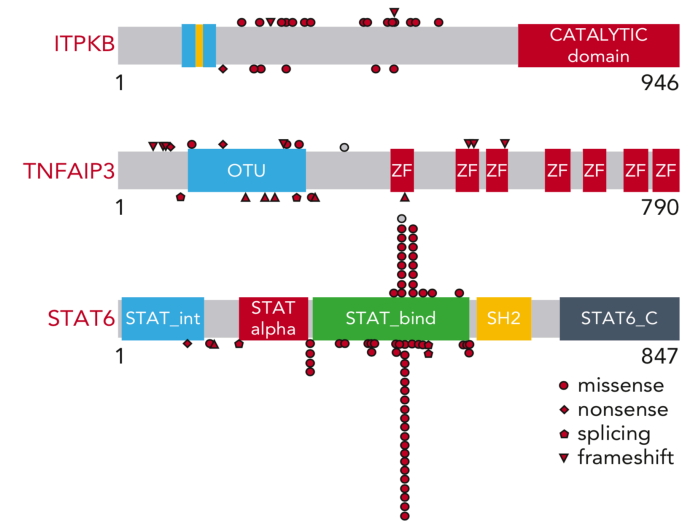 ITPKB
CATALYTIC
domain
1
946
TNFAIP3
OTU
ZF
ZF
ZF
ZF
ZF
ZF
ZF
1
790
STAT6
STAT_int
STAT
alpha
STAT_bind
SH2
STAT6_C
1
847
missense
nonsense
splicing
frameshift